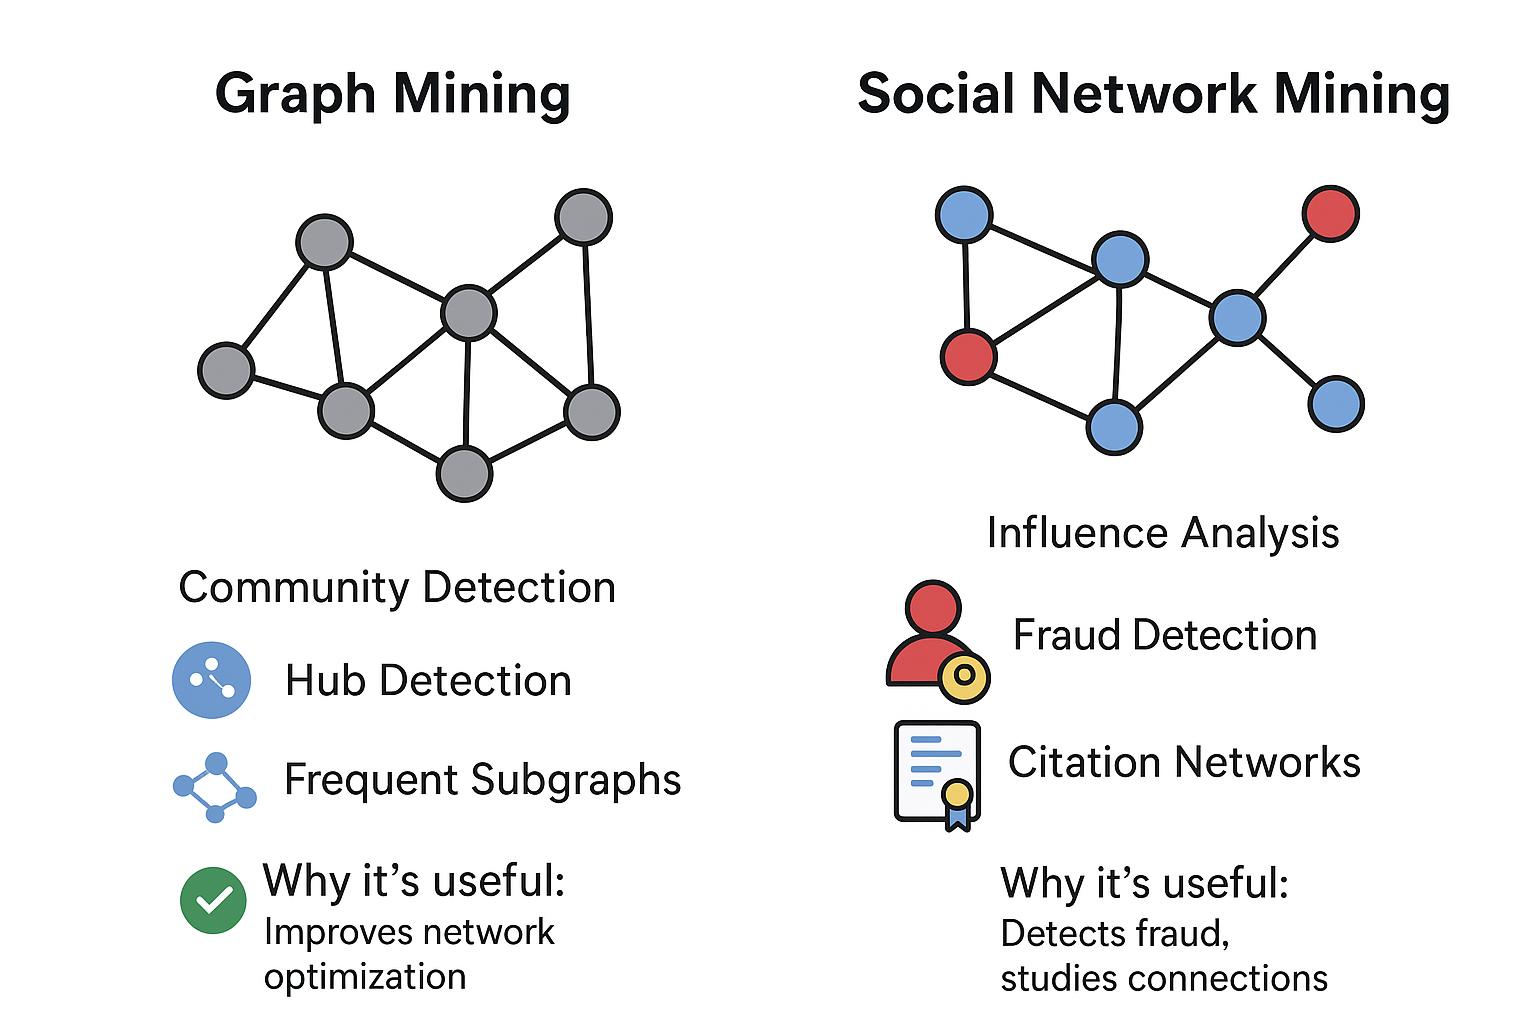 Graph Mining
Community Detection
Hub Detection
Frequent Subgraphs
Why it's useful:
Improves network
optimization
Social Network Mining
Influence Analysis
Fraud Detection
Citation Networks
Why it's useful:
Detects fraud,
studies connections